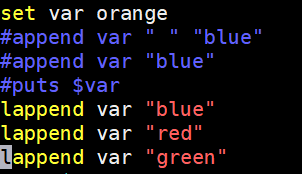 set var orange
#append var " " "blue"
#append var "blue"
#puts $var
lappend var "blue"
lappend var "red"
lappend var "green"